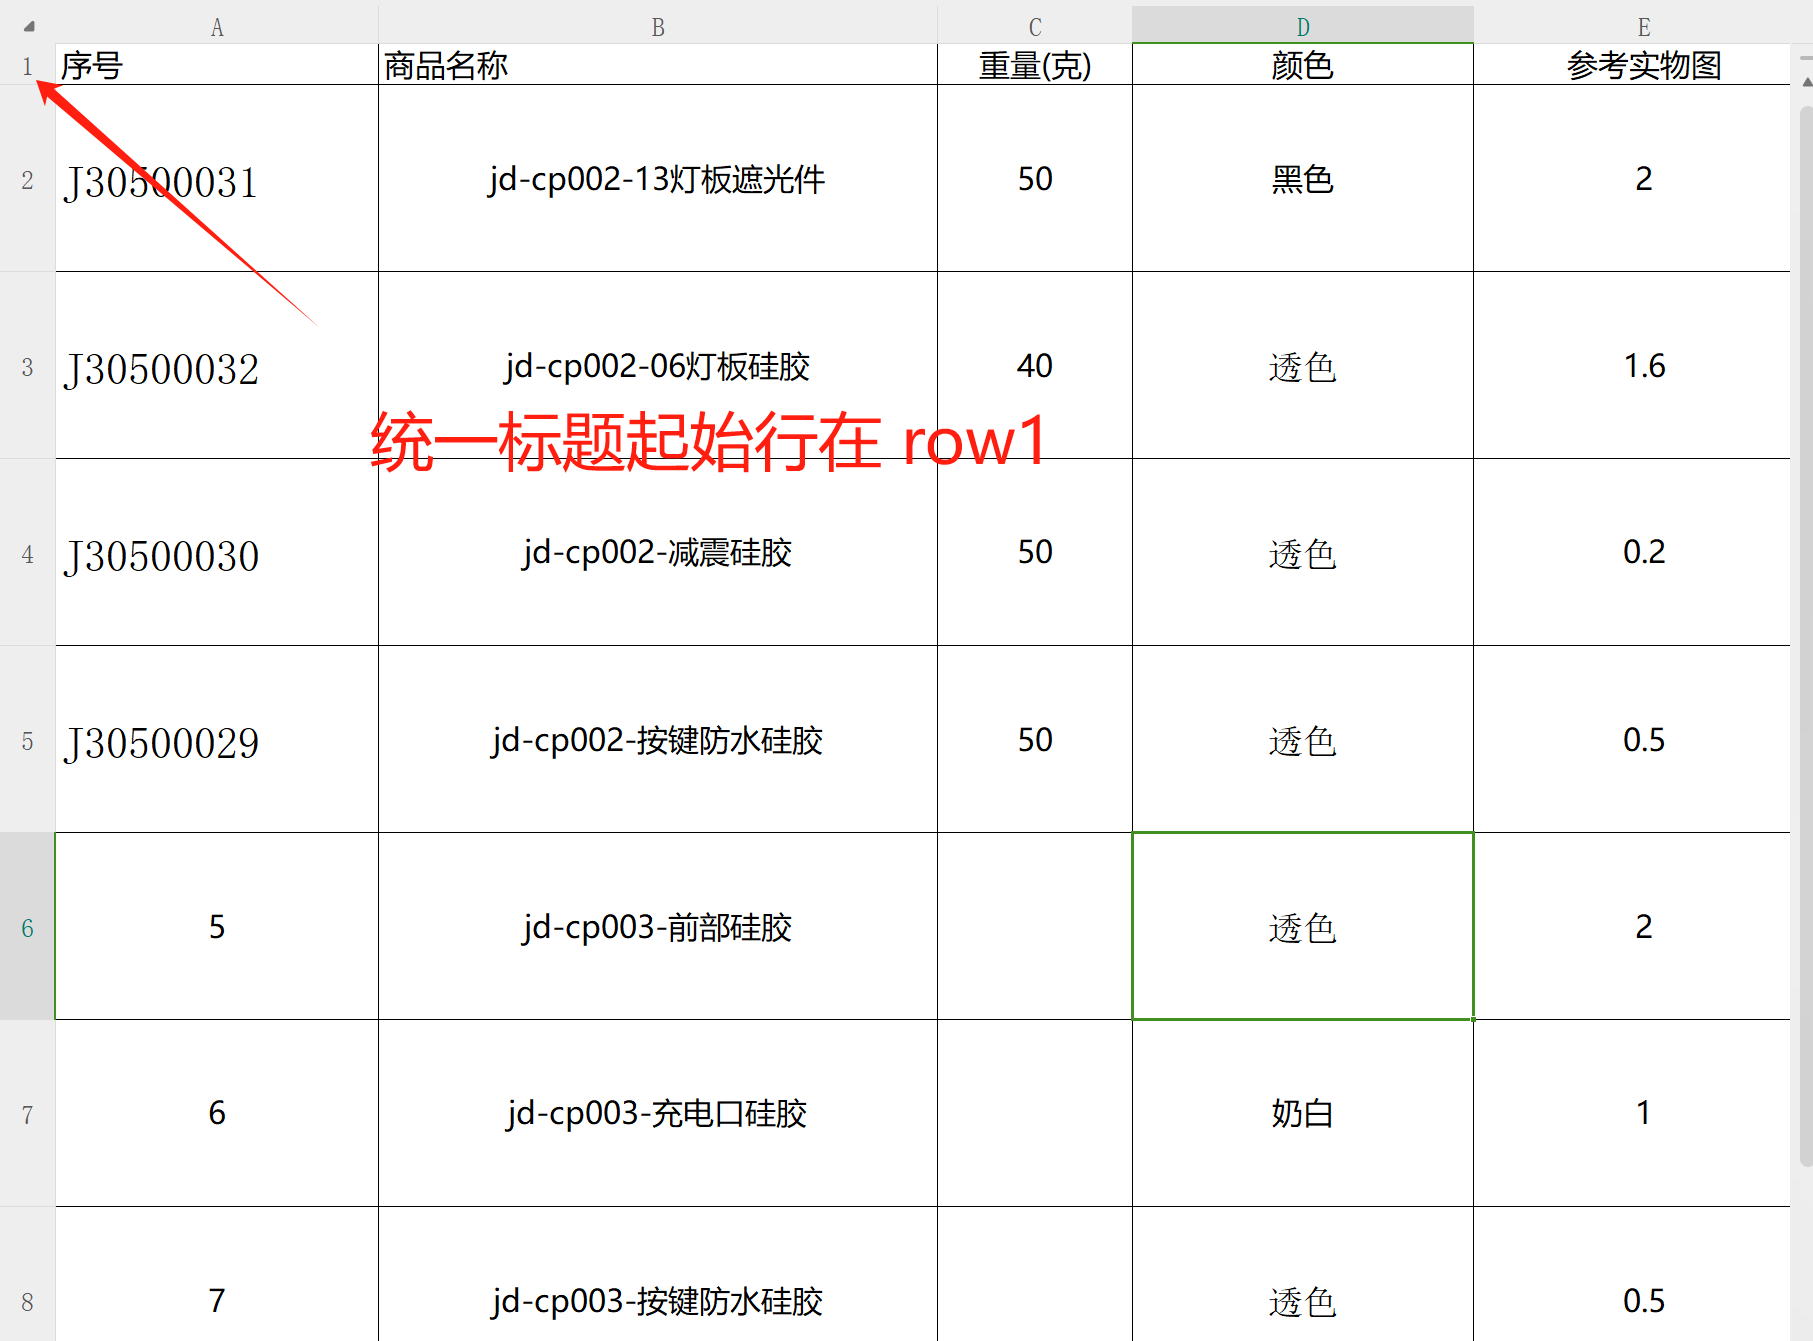 A B C D E
1 序号 商品名称 重量(克) 颜色 参考实物图
2 J30500031 jd-cp002-13灯板遮光件 50 黑色 2
3 J30500032 jd-cp002-06灯板硅胶 40 透色 1.6
统一标题起始行在 row1
4 J30500030 jd-cp002-减震硅胶 50 透色 0.2
5 J30500029 jd-cp002-按键防水硅胶 50 透色 0.5
6 5 jd-cp003-前部硅胶 透色 2
7 6 jd-cp003-充电口硅胶 奶白 1
8 7 jd-cp003-按键防水硅胶 透色 0.5